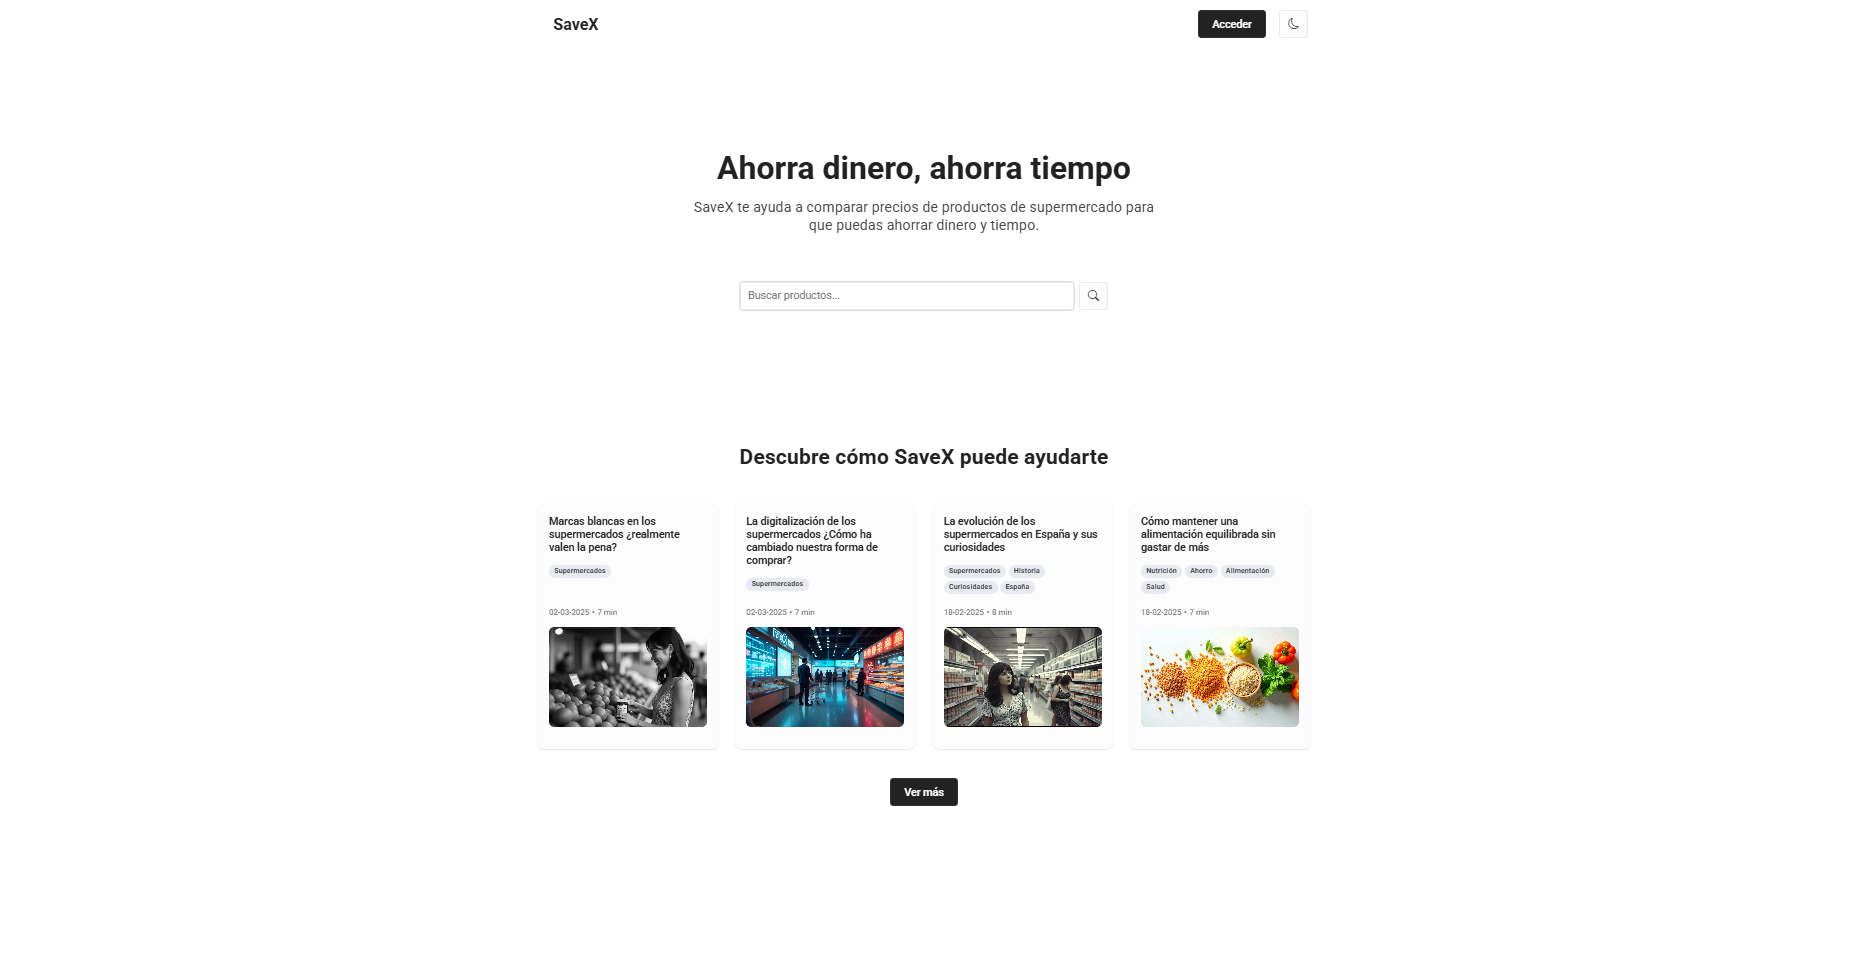 SaveX
Acceder
Ahorra dinero, ahorra tiempo
SaveX te ayuda a comparar precios de productos de supermercado para
que puedas ahorrar dinero y tiempo.
Buscar productos...
Descubre cómo SaveX puede ayudarte
Marcas blancas en los
supermercados ¿realmente
valen la pena?
Supermercados
02-03-2025 • 7 min
La digitalización de los
supermercados ¿Cómo ha
cambiado nuestra forma de
comprar?
Supermercados
02-03-2025 • 7 min
La evolución de los
supermercados en España y sus
curiosidades
Supermercados Historia
Curiosidades España
18-02-2025 • 8 min
Cómo mantener una
alimentación equilibrada sin
gastar de más
Nutrición Ahorro Alimentación
Salud
18-02-2025 • 7 min
Ver más